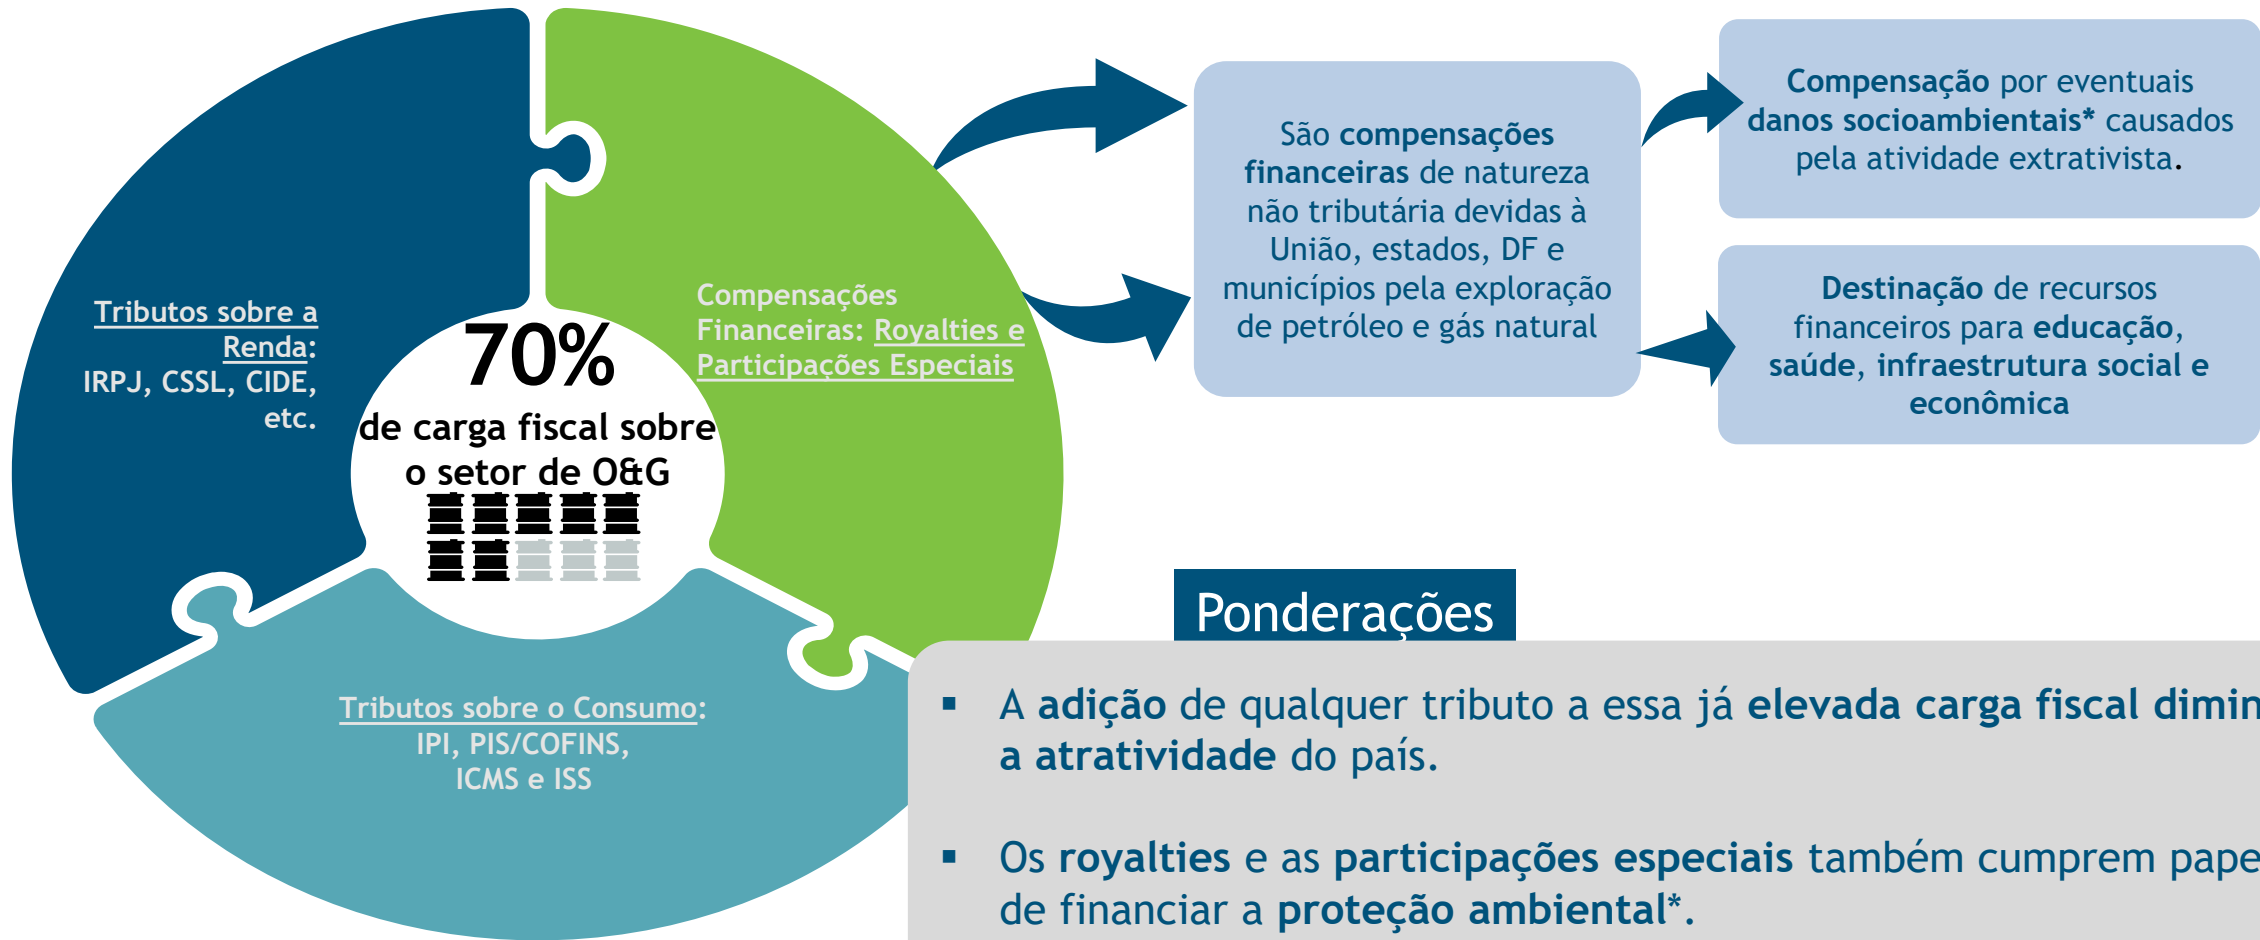 Tributos sobre a
Renda:
IRPJ, CSSL, CIDE,
etc.
70%
de carga fiscal sobre
o setor de O&G
Compensações
Financeiras: Royalties e
Participações Especiais
Tributos sobre o Consumo:
IPI, PIS/COFINS,
ICMS e ISS
São compensações
financeiras de natureza
não tributária devidas à
União, estados, DF e
municípios pela exploração
de petróleo e gás natural
Compensação por eventuais
danos socioambientais* causados
pela atividade extrativista.
Destinação de recursos
financeiros para educação,
saúde, infraestrutura social e
econômica
Ponderações
▪ A adição de qualquer tributo a essa já elevada carga fiscal dimin
a atratividade do país.
▪ Os royalties e as participações especiais também cumprem pape
de financiar a proteção ambiental*.